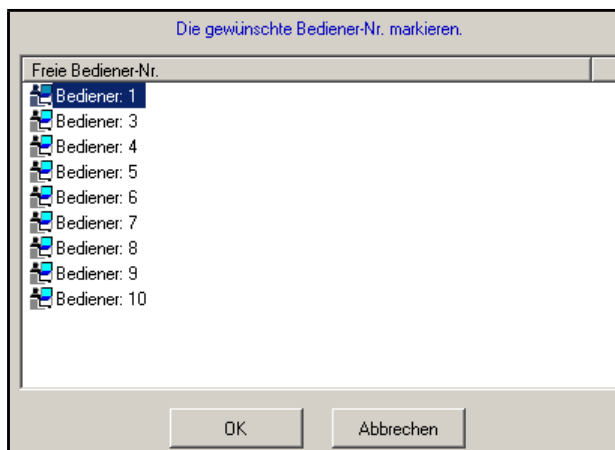 Die gewünschte Bediener-Nr. markieren.
Freie Bediener-Nr.
Bediener: 1
Bediener: 3
Bediener: 4
Bediener: 5
Bediener: 6
Bediener: 7
Bediener: 8
Bediener: 9
Bediener: 10
OK Abbrechen